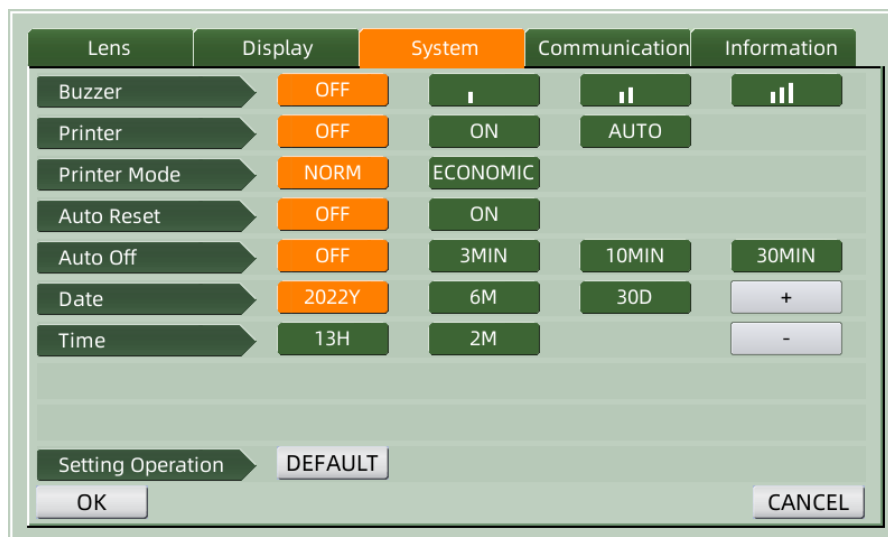 Lens Display System Communication Information
Buzzer OFF
Printer OFF ON AUTO
Printer Mode NORM ECONOMIC
Auto Reset OFF ON
Auto Off OFF 3MIN 10MIN 30MIN
Date 2022Y 6M 30D +
Time 13H 2M -
Setting Operation DEFAULT
OK CANCEL